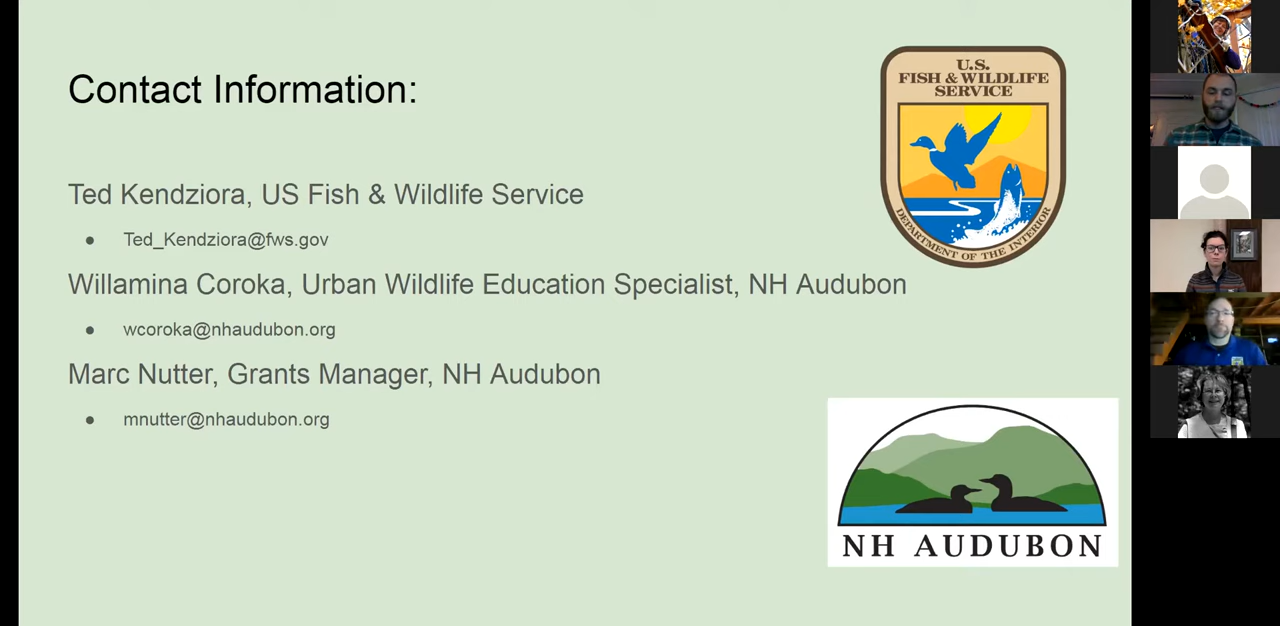 Contact Information:
U.S.
FISH & WILDLIFE
SERVICE
DEPARTMENT OF THE INTERIOR
Ted Kendziora, US Fish & Wildlife Service
● Ted_Kendziora@fws.gov
Willamina Coroka, Urban Wildlife Education Specialist, NH Audubon
● wcoroka@nhaudubon.org
Marc Nutter, Grants Manager, NH Audubon
● mnutter@nhaudubon.org
NH AUDUBON